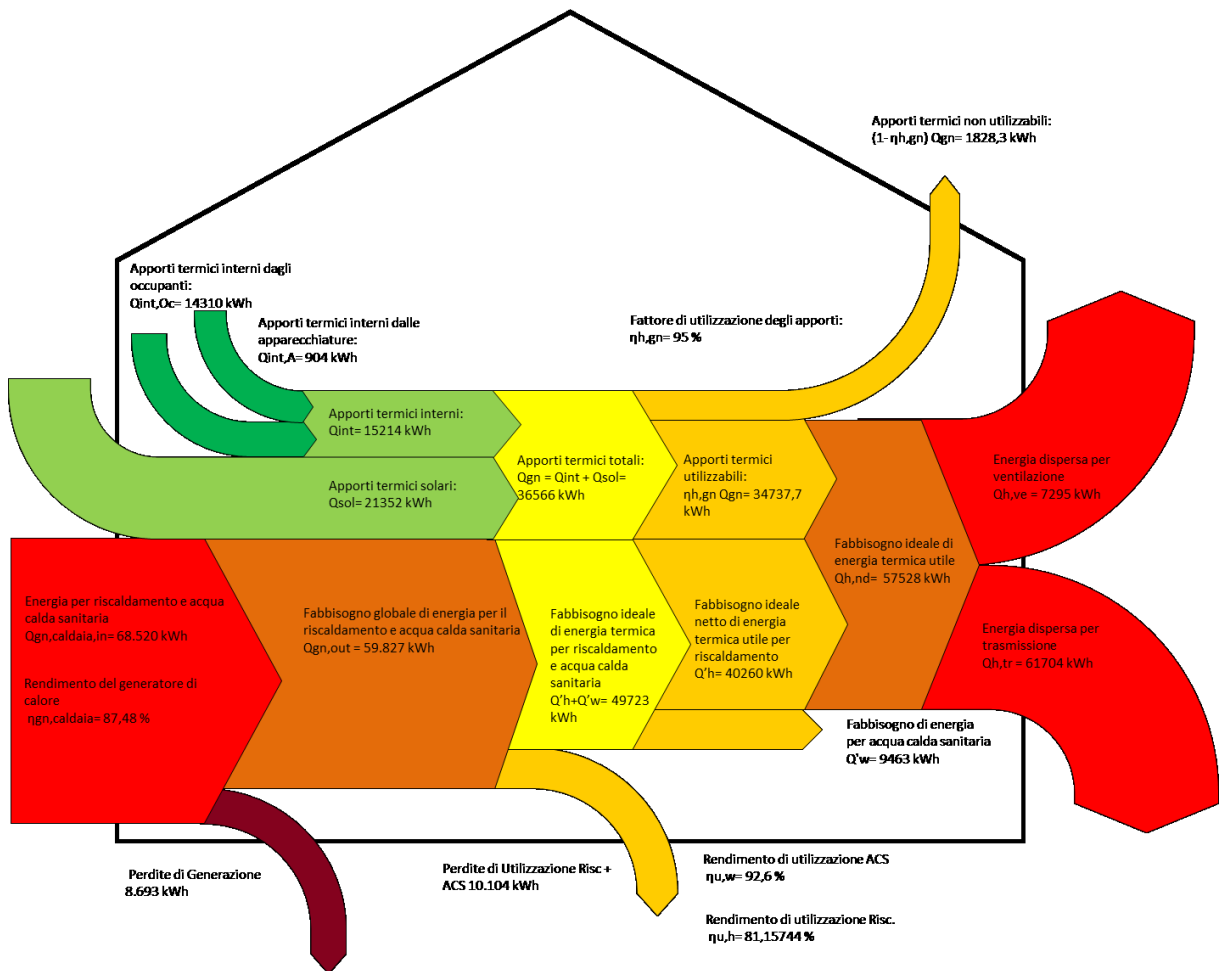 Apporti termici non utilizzabili:
(1- ηh,gn) Qgn= 1828,3 kWh
Apporti termici interni dagli
occupanti:
Qint,Oc= 14310 kWh
Apporti termici interni dalle
apparecchiature:
Qint,A= 904 kWh
Fattore di utilizzazione degli apporti:
ηh,gn= 95 %
Apporti termici interni:
Qint= 15214 kWh
Apporti termici solari:
Qsol= 21352 kWh
Apporti termici totali:
Qgn = Qint + Qsol=
36566 kWh
Apporti termici
utilizzabili:
ηh,gn Qgn= 34737,7
kWh
Energia dispersa per
ventilazione
Qh,ve = 7295 kWh
Fabbisogno ideale di
energia termica utile
Qh,nd= 57528 kWh
Energia per riscaldamento e acqua
calda sanitaria
Qgn,caldaia,in= 68.520 kWh
Rendimento del generatore di
calore
ηgn,caldaia= 87,48 %
Fabbisogno globale di energia per il
riscaldamento e acqua calda sanitaria
Qgn,out = 59.827 kWh
Fabbisogno ideale
di energia termica
per riscaldamento
e acqua calda
sanitaria
Q'h+Q'w= 49723
kWh
Fabbisogno ideale
netto di energia
termica utile per
riscaldamento
Q'h= 40260 kWh
Energia dispersa per
trasmissione
Qh,tr = 61704 kWh
Fabbisogno di energia
per acqua calda sanitaria
Q'w= 9463 kWh
Perdite di Generazione
8.693 kWh
Perdite di Utilizzazione Risc +
ACS 10.104 kWh
Rendimento di utilizzazione ACS
ηu,w= 92,6 %
Rendimento di utilizzazione Risc.
ηu,h= 81,15744 %